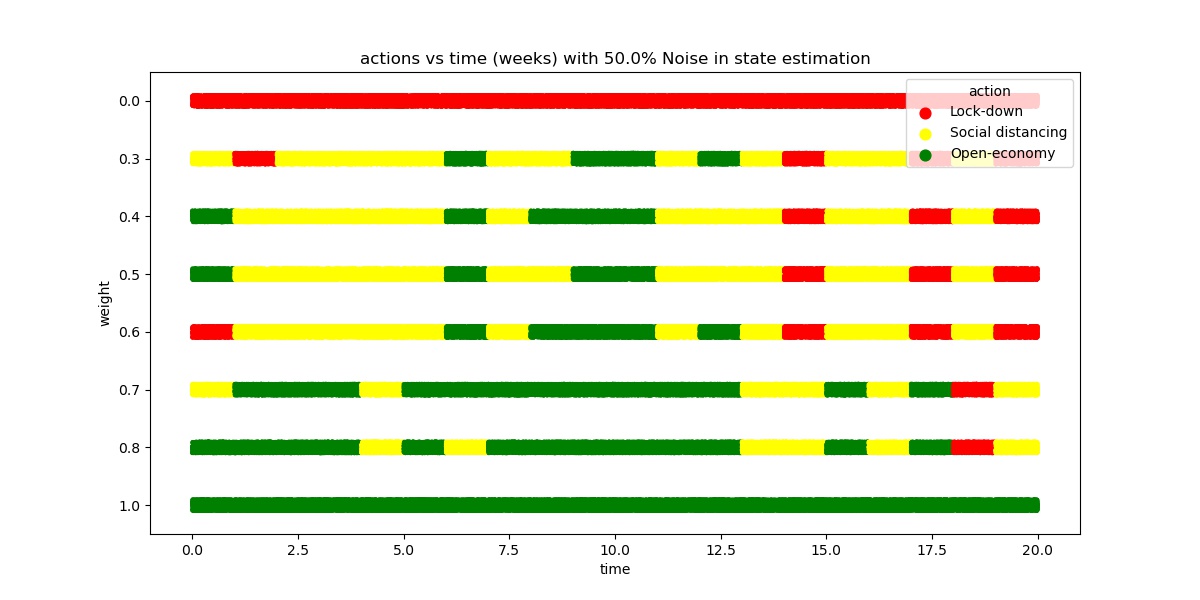 actions vs time (weeks) with 50.0% Noise in state estimation
action
Lock-down
Social distancing
Open-economy
weight
0.0
0.3
0.4
0.5
0.6
0.7
0.8
1.0
0.0 2.5 5.0 7.5 10.0 12.5 15.0 17.5 20.0
time